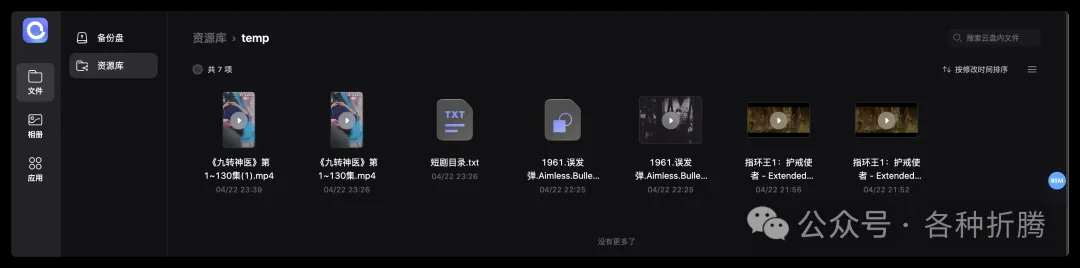 备份盘
资源库
文件
相册
应用
资源库 › temp
搜索云盘内文件
共 7 项
按修改时间排序
《九转神医》第
1~130集(1).mp4
04/22 23:39
《九转神医》第
1~130集.mp4
04/22 23:26
TXT
短剧目录.txt
04/22 23:26
1961.误发
弹.Aimless.Bulle...
04/22 22:25
1961.误发
弹.Aimless.Bulle...
04/22 22:25
指环王1：护戒使
者 - Extended...
04/22 21:56
指环王1：护戒使
者 - Extended...
04/22 21:52
86M
没有更多了
公众号 · 各种折腾